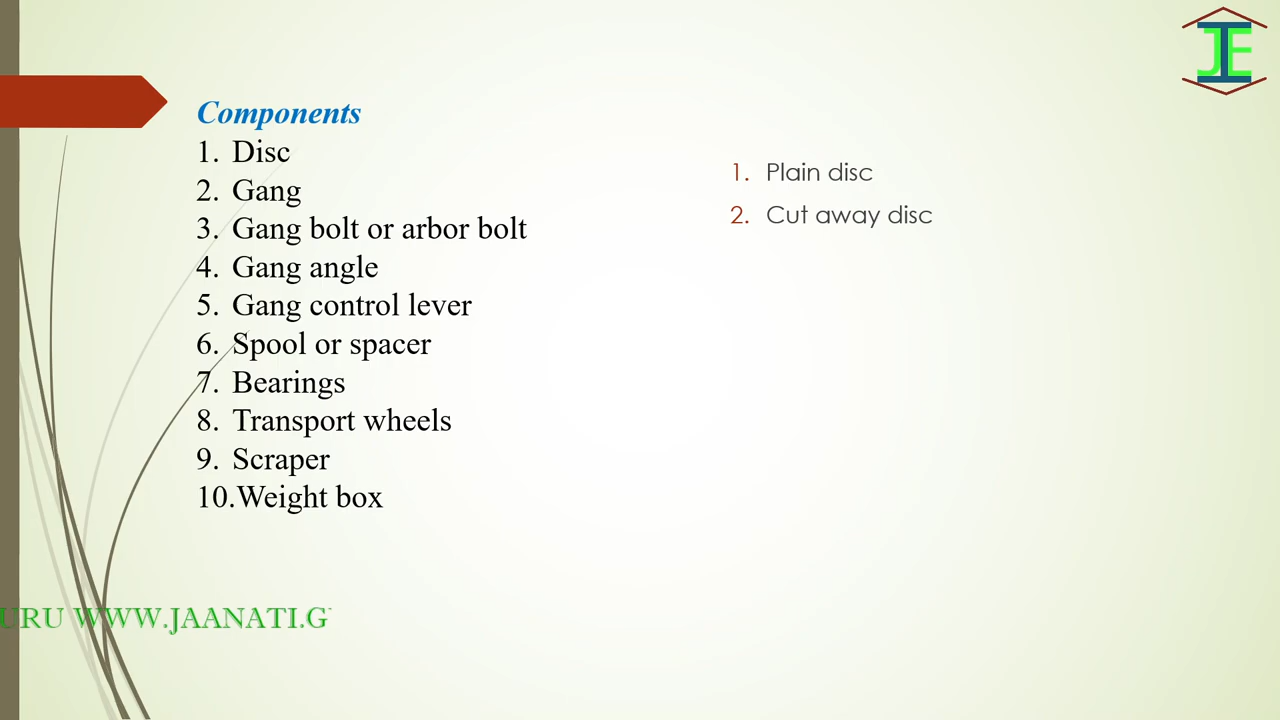 JE
Components
1. Disc
2. Gang
3. Gang bolt or arbor bolt
4. Gang angle
5. Gang control lever
6. Spool or spacer
7. Bearings
8. Transport wheels
9. Scraper
10.Weight box
1. Plain disc
2. Cut away disc
URU WWW.JAANATI.G